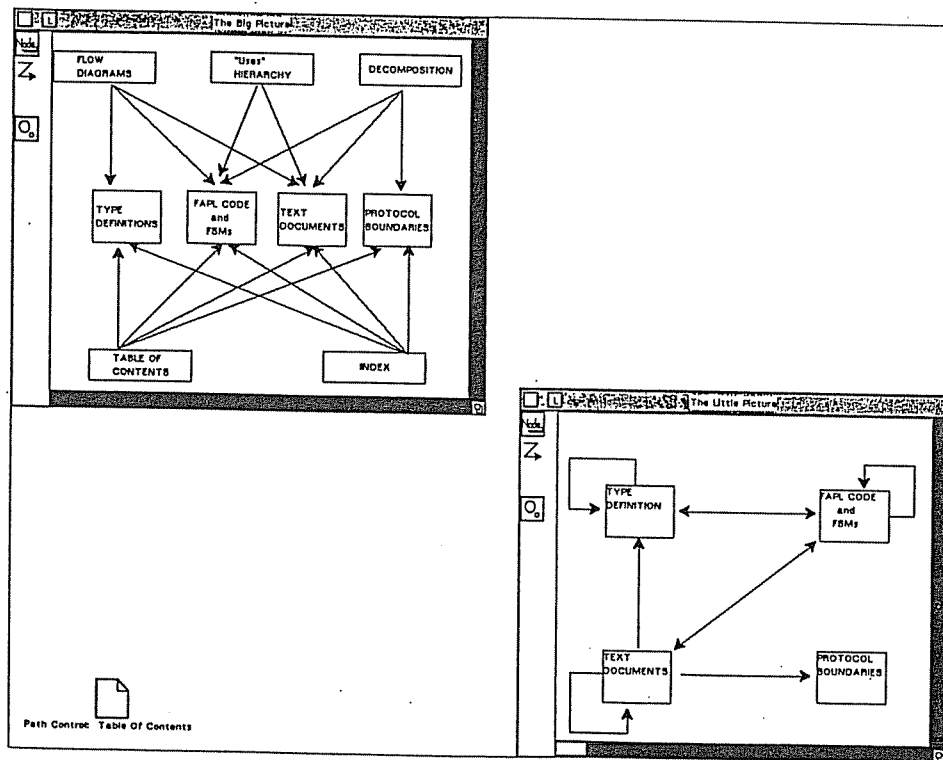 L
The Big Picture
Node
FLOW
DIAGRAMS
"Uses"
HIERARCHY
DECOMPOSITION
TYPE
DEFINITIONS
FAPL CODE
and
FSMs
TEXT
DOCUMENTS
PROTOCOL
BOUNDARIES
TABLE OF
CONTENTS
INDEX
L
The Little Picture
Node
TYPE
DEFINITION
FAPL CODE
and
FSMs
TEXT
DOCUMENTS
PROTOCOL
BOUNDARIES
Path Control: Table Of Contents